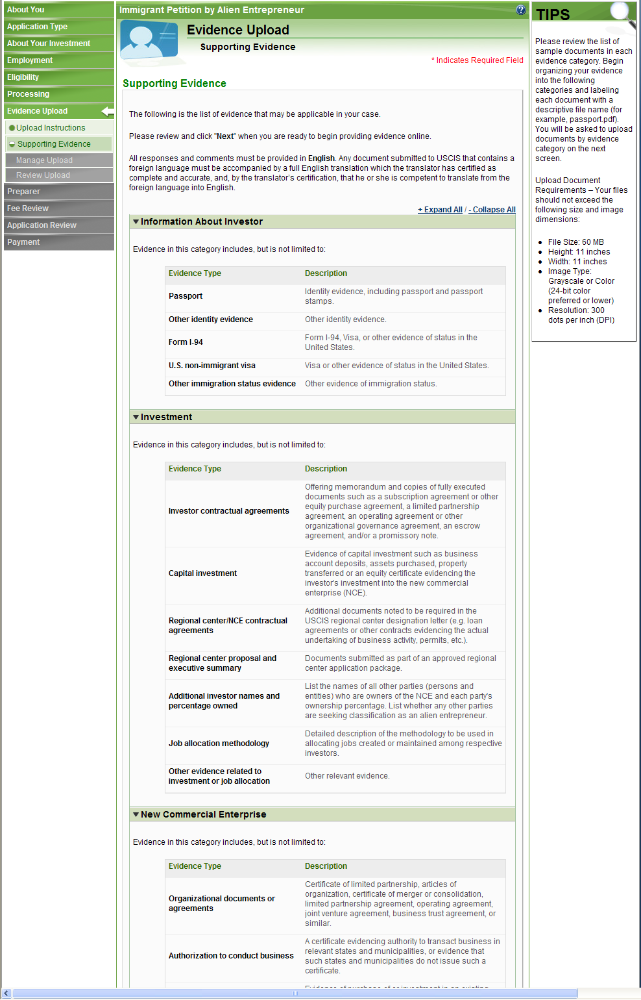 About You
Application Type
About Your Investment
Employment
Eligibility
Processing
Evidence Upload
Upload Instructions
Supporting Evidence
Manage Upload
Review Upload
Preparer
Fee Review
Application Review
Payment
Immigrant Petition by Alien Entrepreneur
?
Evidence Upload
Supporting Evidence
* Indicates Required Field
Supporting Evidence
The following is the list of evidence that may be applicable in your case.
Please review and click "Next" when you are ready to begin providing evidence online.
All responses and comments must be provided in English. Any document submitted to USCIS that contains a
foreign language must be accompanied by a full English translation which the translator has certified as
complete and accurate, and, by the translator's certification, that he or she is competent to translate from the
foreign language into English.
+ Expand All / - Collapse All
Information About Investor
Evidence in this category includes, but is not limited to:
Evidence Type Description
Passport Identity evidence, including passport and passport
stamps.
Other identity evidence Other identity evidence.
Form I-94 Form I-94, Visa, or other evidence of status in the
United States.
U.S. non-immigrant visa Visa or other evidence of status in the United States.
Other immigration status evidence Other evidence of immigration status.
Investment
Evidence in this category includes, but is not limited to:
Evidence Type Description
Investor contractual agreements
Offering memorandum and copies of fully executed
documents such as a subscription agreement or other
equity purchase agreement, a limited partnership
agreement, an operating agreement or other
organizational governance agreement, an escrow
agreement, and/or a promissory note.
Capital investment
Evidence of capital investment such as business
account deposits, assets purchased, property
transferred or an equity certificate evidencing the
investor's investment into the new commercial
enterprise (NCE).
Regional center/NCE contractual
agreements
Additional documents noted to be required in the
USCIS regional center designation letter (e.g. loan
agreements or other contracts evidencing the actual
undertaking of business activity, permits, etc.).
Regional center proposal and
executive summary
Documents submitted as part of an approved regional
center application package.
Additional investor names and
percentage owned
List the names of all other parties (persons and
entities) who are owners of the NCE and each party's
ownership percentage. List whether any other parties
are seeking classification as an alien entrepreneur.
Job allocation methodology
Detailed description of the methodology to be used in
allocating jobs created or maintained among respective
investors.
Other evidence related to
investment or job allocation
Other relevant evidence.
New Commercial Enterprise
Evidence in this category includes, but is not limited to:
Evidence Type Description
Organizational documents or
agreements
Certificate of limited partnership, articles of
organization, certificate of merger or consolidation,
limited partnership agreement, operating agreement,
joint venture agreement, business trust agreement, or
similar.
Authorization to conduct business
A certificate evidencing authority to transact business in
relevant states and municipalities, or evidence that
such states and municipalities do not issue such a
certificate.
TIPS
Please review the list of
sample documents in each
evidence category. Begin
organizing your evidence
into the following
categories and labeling
each document with a
descriptive file name (for
example, passport.pdf).
You will be asked to upload
documents by evidence
category on the next
screen.
Upload Document
Requirements – Your files
should not exceed the
following size and image
dimensions:
● File Size: 60 MB
● Height: 11 inches
● Width: 11 inches
● Image Type:
Grayscale or Color
(24-bit color
preferred or lower)
● Resolution: 300
dots per inch (DPI)